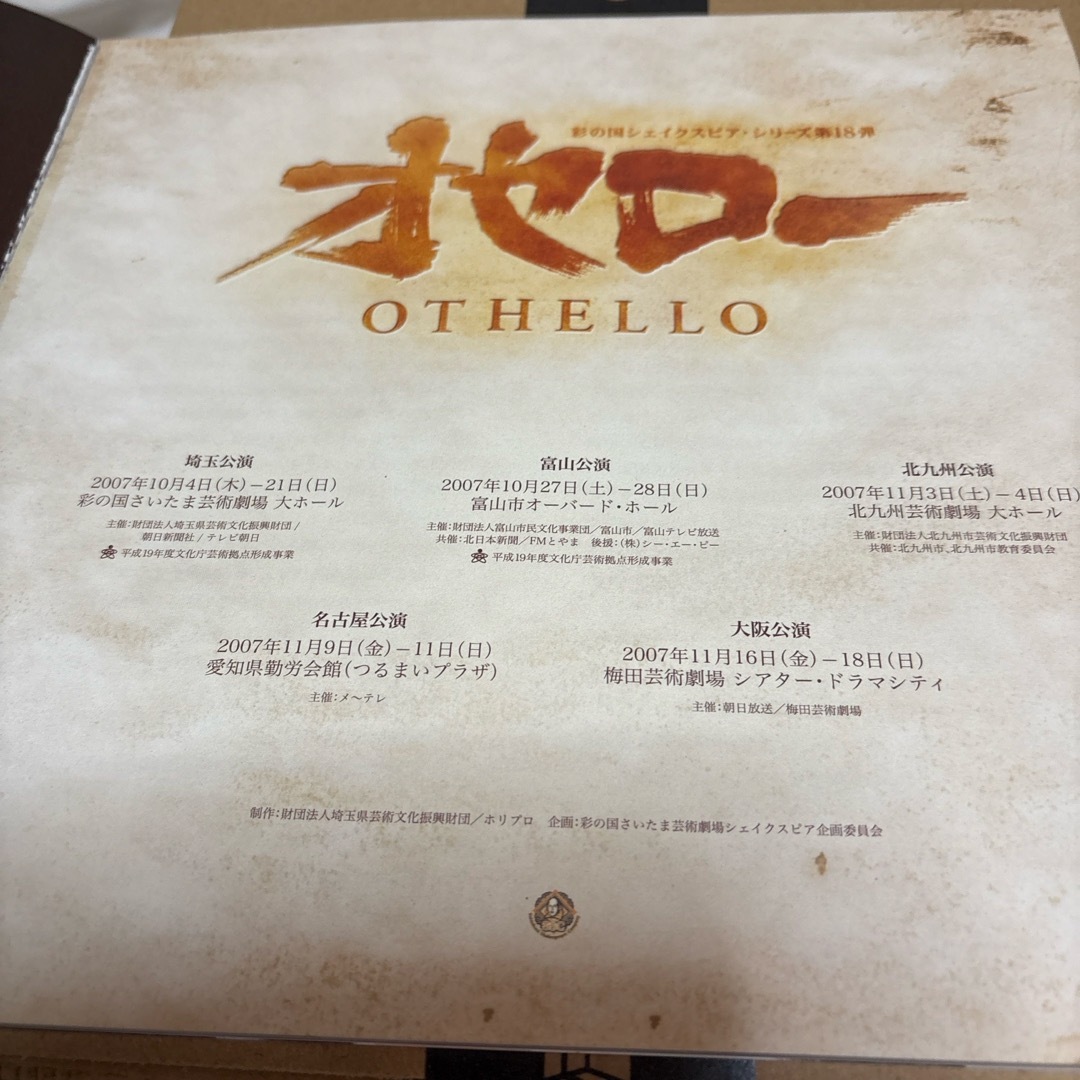 彩の国シェイクスピア・シリーズ第18弾
オセロー
OTHELLO
埼玉公演
2007年10月4日(木)－21日(日)
彩の国さいたま芸術劇場 大ホール
主催：財団法人埼玉県芸術文化振興財団 /
朝日新聞社 / テレビ朝日
平成19年度文化庁芸術拠点形成事業
富山公演
2007年10月27日(土)－28日(日)
富山市オーバード・ホール
主催：財団法人富山市民文化事業団／富山市／富山テレビ放送
共催：北日本新聞／FMとやま 後援：(株)シー・エー・ピー
平成19年度文化庁芸術拠点形成事業
北九州公演
2007年11月3日(土)－4日(日)
北九州芸術劇場 大ホール
主催：財団法人北九州市芸術文化振興財団
共催：北九州市、北九州市教育委員会
名古屋公演
2007年11月9日(金)－11日(日)
愛知県勤労会館(つるまいプラザ)
主催：メ〜テレ
大阪公演
2007年11月16日(金)－18日(日)
梅田芸術劇場 シアター・ドラマシティ
主催：朝日放送／梅田芸術劇場
制作：財団法人埼玉県芸術文化振興財団／ホリプロ 企画：彩の国さいたま芸術劇場シェイクスピア企画委員会